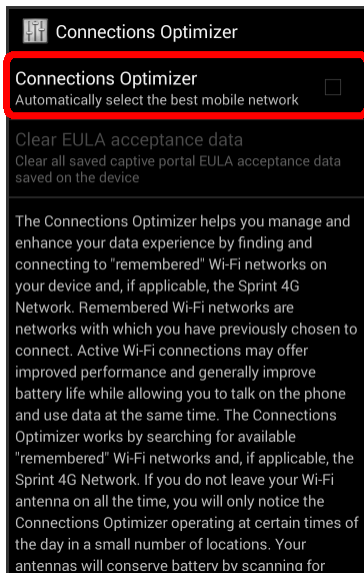 Connections Optimizer
Connections Optimizer
Automatically select the best mobile network
Clear EULA acceptance data
Clear all saved captive portal EULA acceptance data
saved on the device
The Connections Optimizer helps you manage and
enhance your data experience by finding and
connecting to "remembered" Wi-Fi networks on
your device and, if applicable, the Sprint 4G
Network. Remembered Wi-Fi networks are
networks with which you have previously chosen to
connect. Active Wi-Fi connections may offer
improved performance and generally improve
battery life while allowing you to talk on the phone
and use data at the same time. The Connections
Optimizer works by searching for available
"remembered" Wi-Fi networks and, if applicable, the
Sprint 4G Network. If you do not leave your Wi-Fi
antenna on all the time, you will only notice the
Connections Optimizer operating at certain times of
the day in a small number of locations. Your
antennas will conserve battery by scanning for